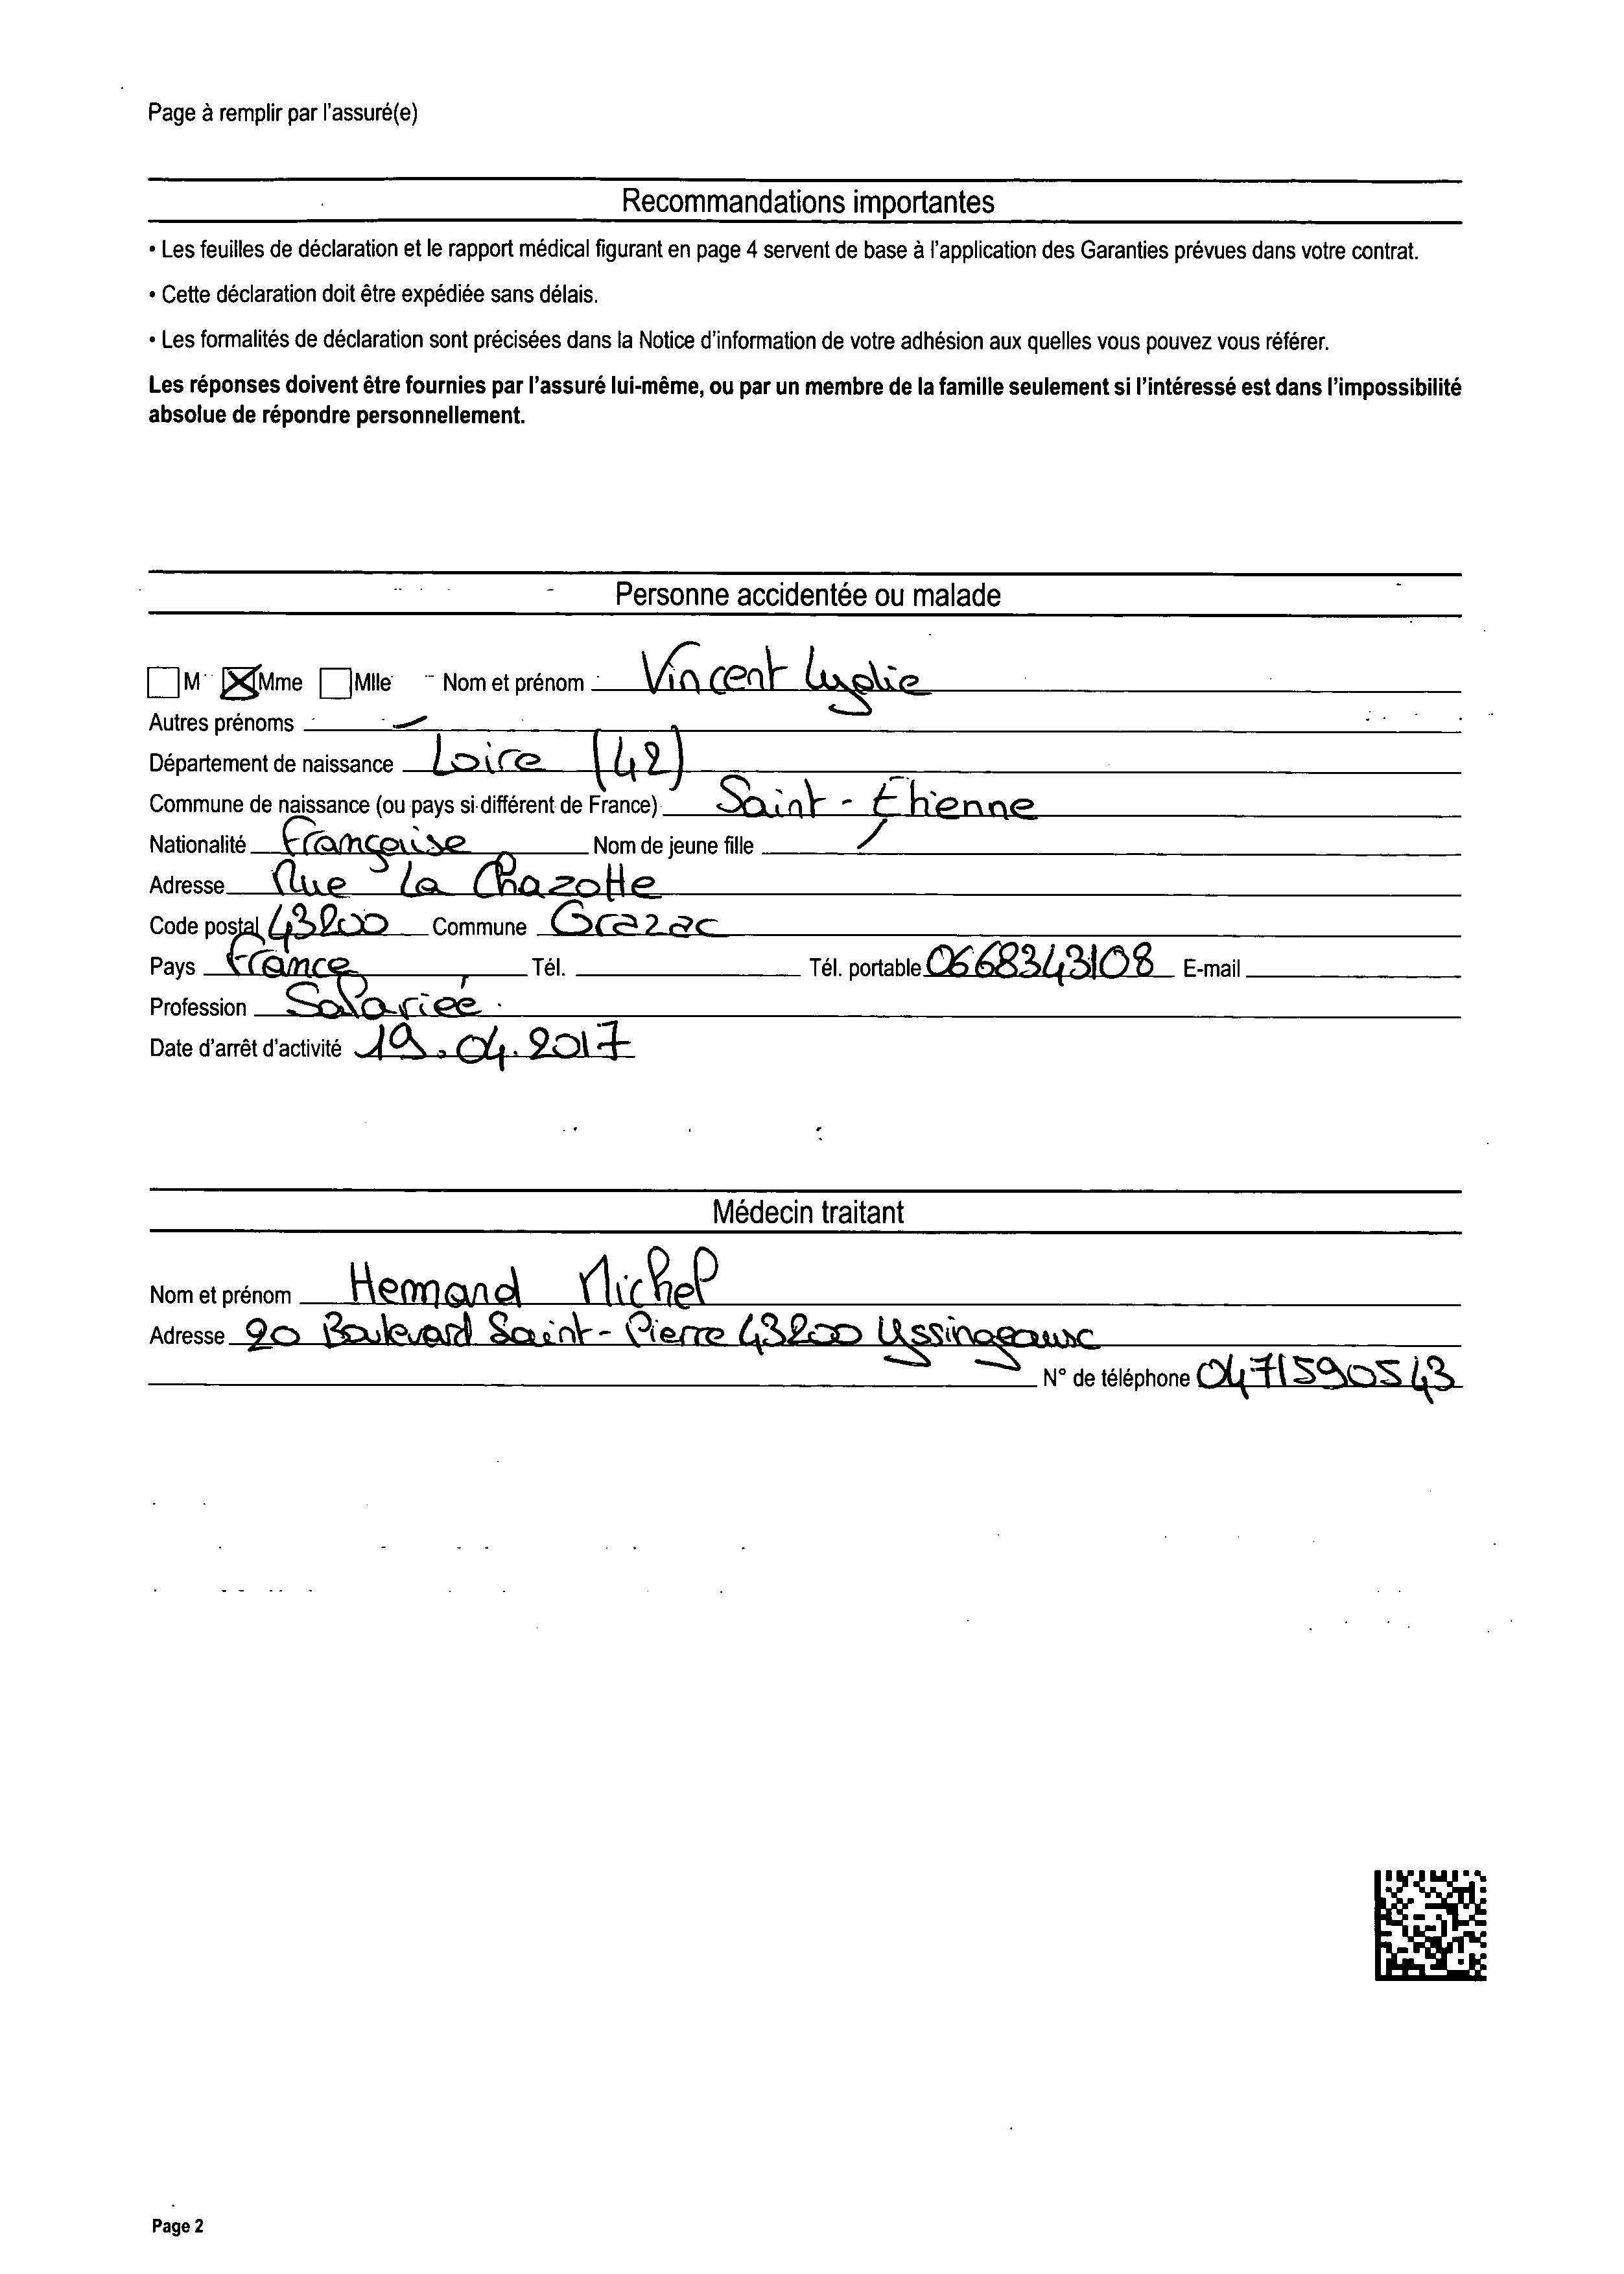 Page à remplir par l'assuré(e)
Recommandations importantes
• Les feuilles de déclaration et le rapport médical figurant en page 4 servent de base à l'application des Garanties prévues dans votre contrat.
• Cette déclaration doit être expédiée sans délais.
• Les formalités de déclaration sont précisées dans la Notice d'information de votre adhésion aux quelles vous pouvez vous référer.
Les réponses doivent être fournies par l'assuré lui-même, ou par un membre de la famille seulement si l'intéressé est dans l'impossibilité
absolue de répondre personnellement.
Personne accidentée ou malade
M Mme Mlle Nom et prénom Vincent Lydie
Autres prénoms –
Département de naissance Loire (42)
Commune de naissance (ou pays si différent de France) Saint-Etienne
Nationalité Française Nom de jeune fille /
Adresse Rue La Chazotte
Code postal 43200 Commune Grazac
Pays France Tél. Tél. portable 0668343108 E-mail
Profession Salariée
Date d'arrêt d'activité 19.04.2017
Médecin traitant
Nom et prénom Hemand Michel
Adresse 20 Boulevard Saint-Pierre 43200 Yssingeaux
N° de téléphone 0471590543
Page 2